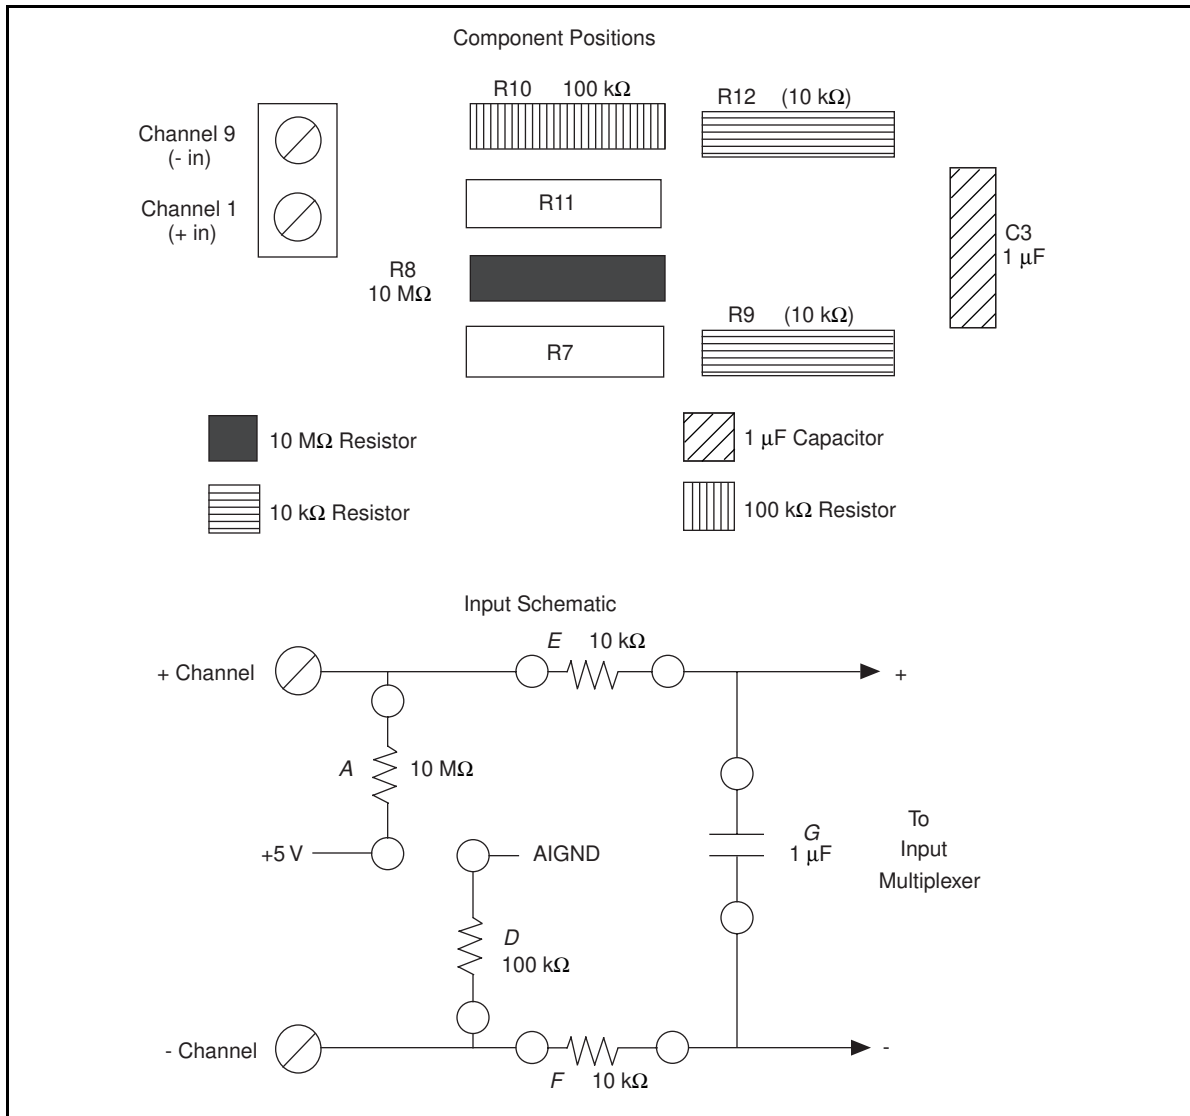 Component Positions
R10 100 kΩ
R12 (10 kΩ)
Channel 9
(- in)
Channel 1
(+ in)
R11
C3
1 μF
R8
10 MΩ
R9 (10 kΩ)
R7
10 MΩ Resistor
1 μF Capacitor
10 kΩ Resistor
100 kΩ Resistor
Input Schematic
E 10 kΩ
+ Channel
+
A 10 MΩ
+5 V
AIGND
G
1 μF
To
Input
Multiplexer
D
100 kΩ
- Channel
-
F 10 kΩ